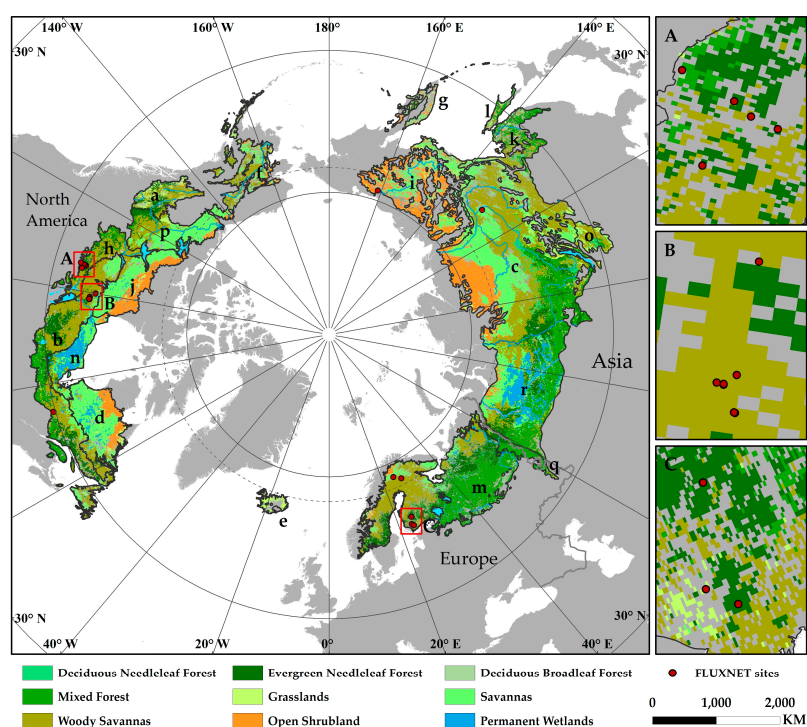 140° W 160° W 180° 160° E 140° E
30° N
30° N
North America
Asia
Europe
a
b
c
d
e
f
g
h
i
j
k
l
m
n
o
p
q
r
A
B
C
A
B
C
30° N
30° N
40° W 20° W 0° 20° E 40° E
Deciduous Needleleaf Forest
Evergreen Needleleaf Forest
Deciduous Broadleaf Forest
FLUXNET sites
Mixed Forest
Grasslands
Savannas
0 1,000 2,000
KM
Woody Savannas
Open Shrubland
Permanent Wetlands